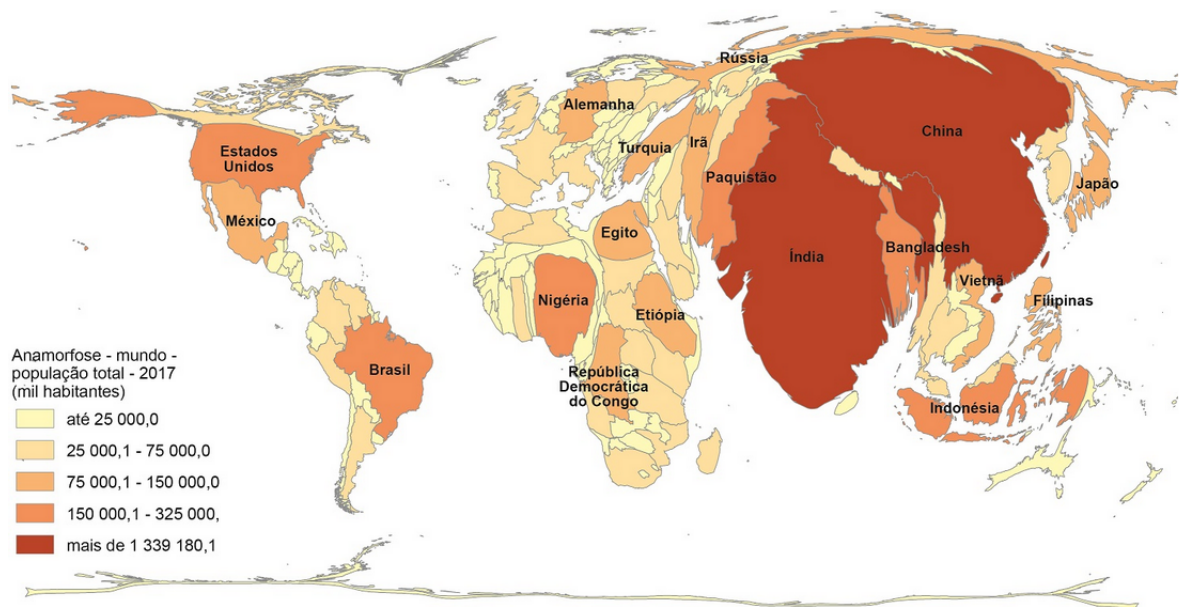 Rússia
Alemanha
China
Estados
Unidos
Turquia
Irã
Paquistão
Japão
México
Egito
Bangladesh
Índia
Vietnã
Nigéria
Filipinas
Etiópia
Anamorfose - mundo -
população total - 2017
(mil habitantes)
Brasil
República
Democrática
do Congo
Indonésia
até 25 000,0
25 000,1 - 75 000,0
75 000,1 - 150 000,0
150 000,1 - 325 000,
mais de 1 339 180,1